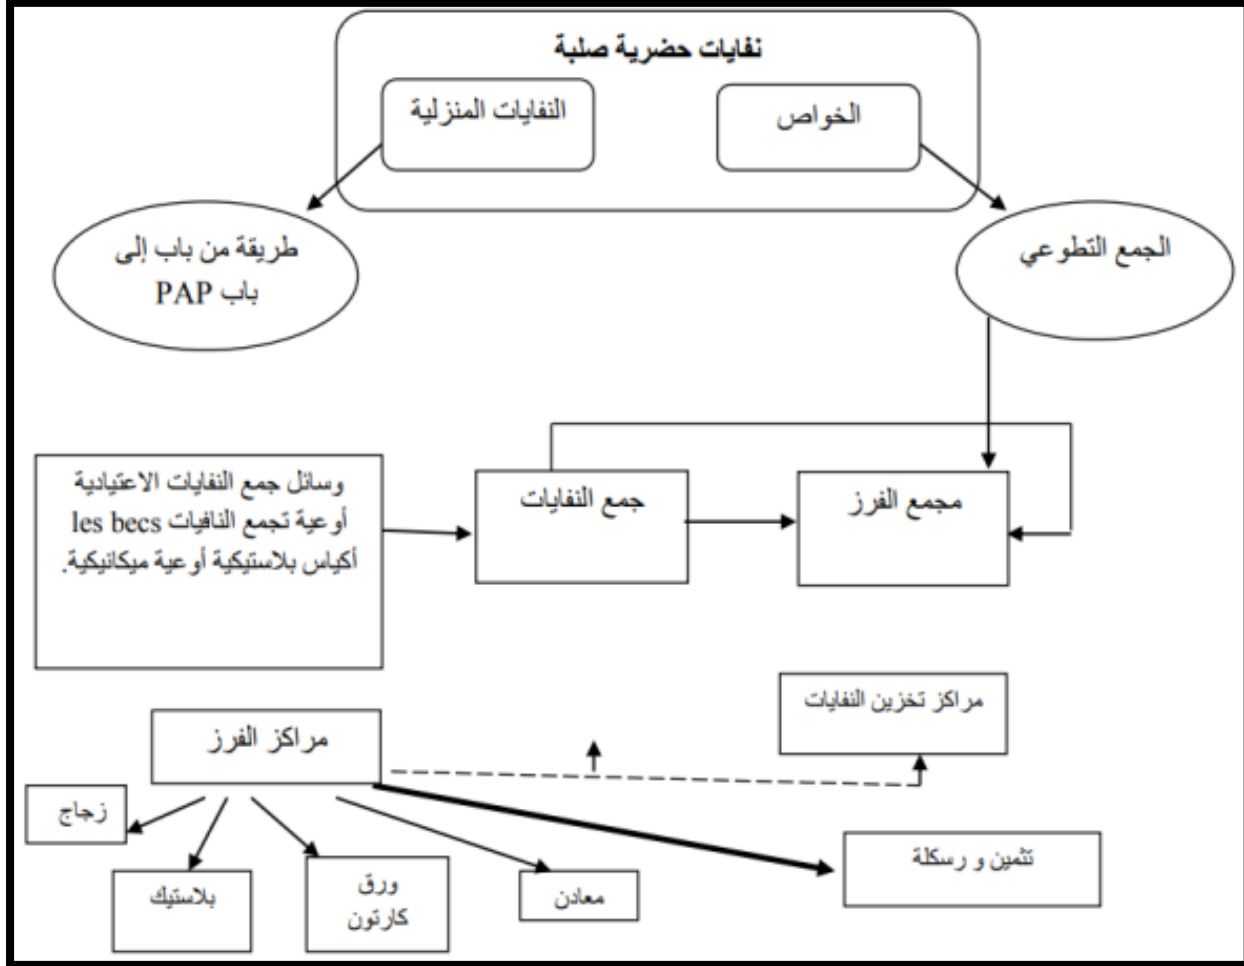 نفايات حضرية صلبة
الخواص
النفايات المنزلية
الجمع التطوعي
طريقة من باب إلى
باب PAP
مجمع الفرز
جمع النفايات
وسائل جمع النفايات الاعتيادية
أوعية تجمع النافيات les becs
أكياس بلاستيكية أوعية ميكانيكية.
مراكز تخزين النفايات
مراكز الفرز
زجاج
بلاستيك
ورق
كارتون
معادن
تثمين و رسكلة